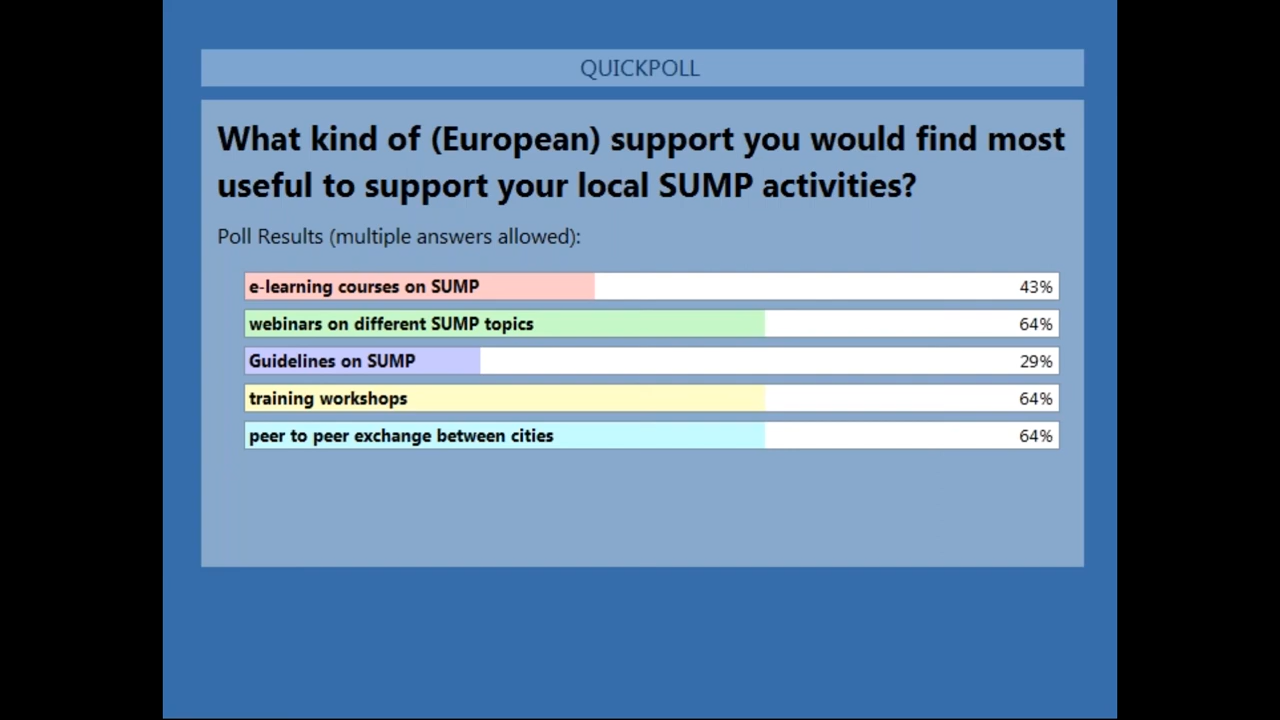 QUICKPOLL
What kind of (European) support you would find most
useful to support your local SUMP activities?
Poll Results (multiple answers allowed):
e-learning courses on SUMP 43%
webinars on different SUMP topics 64%
Guidelines on SUMP 29%
training workshops 64%
peer to peer exchange between cities 64%